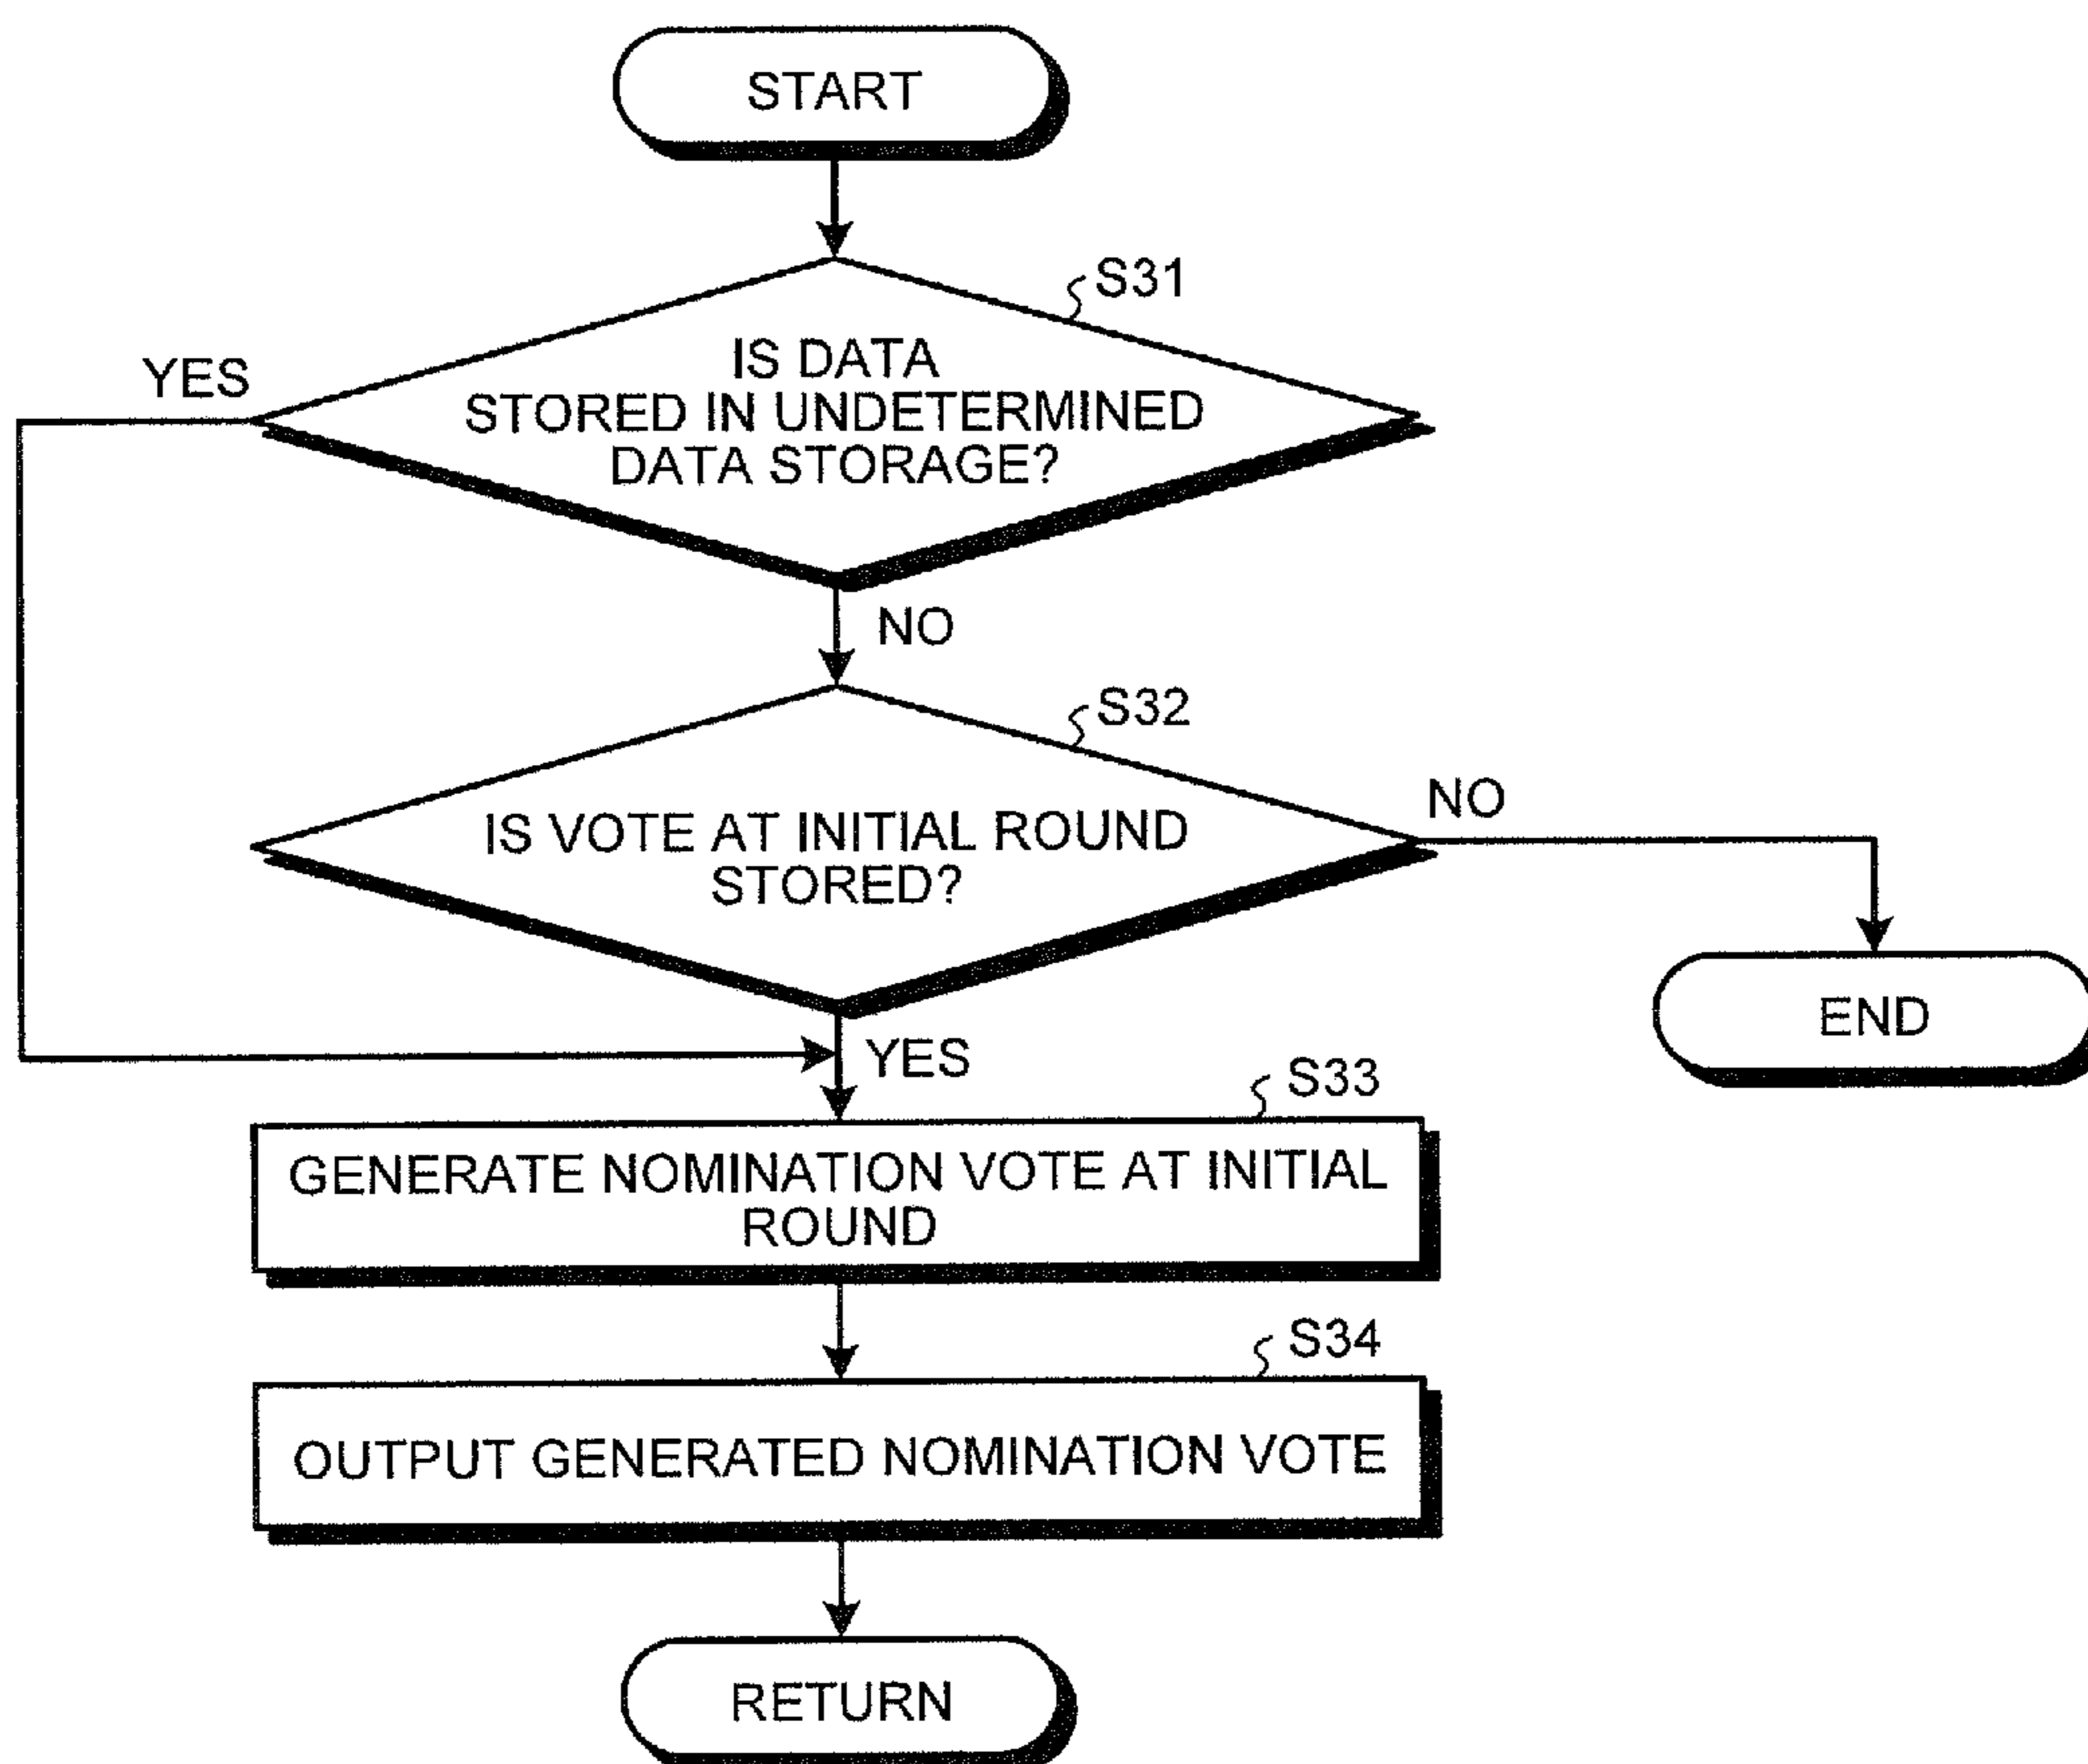 START
S31
YES
IS DATA
STORED IN UNDETERMINED
DATA STORAGE?
NO
S32
NO
IS VOTE AT INITIAL ROUND
STORED?
END
YES
S33
GENERATE NOMINATION VOTE AT INITIAL
ROUND
S34
OUTPUT GENERATED NOMINATION VOTE
RETURN